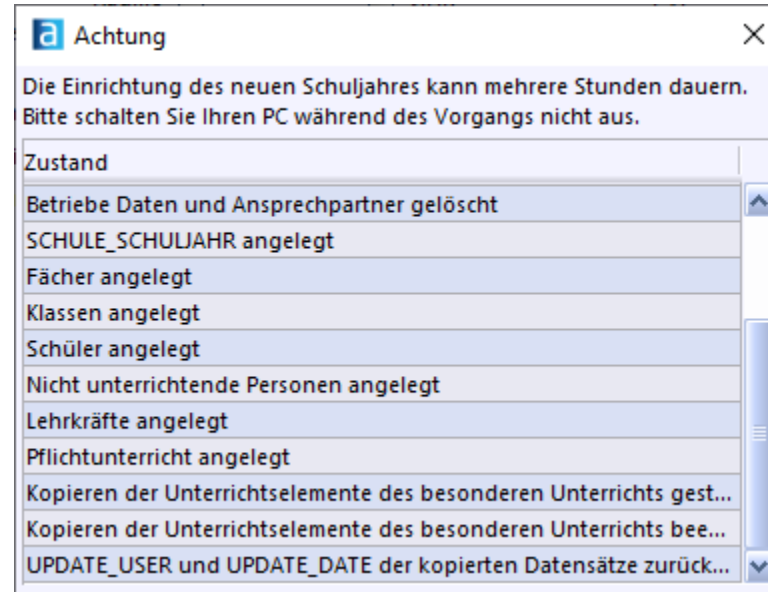 Achtung
Die Einrichtung des neuen Schuljahres kann mehrere Stunden dauern.
Bitte schalten Sie Ihren PC während des Vorgangs nicht aus.
Zustand
Betriebe Daten und Ansprechpartner gelöscht
SCHULE_SCHULJAHR angelegt
Fächer angelegt
Klassen angelegt
Schüler angelegt
Nicht unterrichtende Personen angelegt
Lehrkräfte angelegt
Pflichtunterricht angelegt
Kopieren der Unterrichtselemente des besonderen Unterrichts gest...
Kopieren der Unterrichtselemente des besonderen Unterrichts bee...
UPDATE_USER und UPDATE_DATE der kopierten Datensätze zurück...